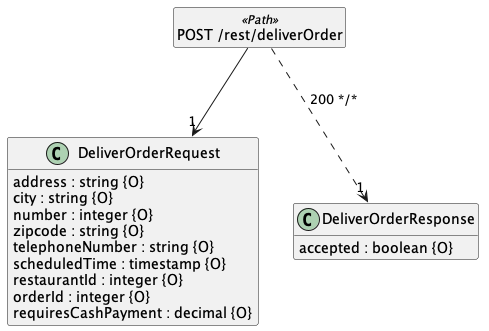 «Path»
POST /rest/deliverOrder
200 */*
1
1
C DeliverOrderRequest
address : string {O}
city : string {O}
number : integer {O}
zipcode : string {O}
telephoneNumber : string {O}
scheduledTime : timestamp {O}
restaurantId : integer {O}
orderId : integer {O}
requiresCashPayment : decimal {O}
C DeliverOrderResponse
accepted : boolean {O}